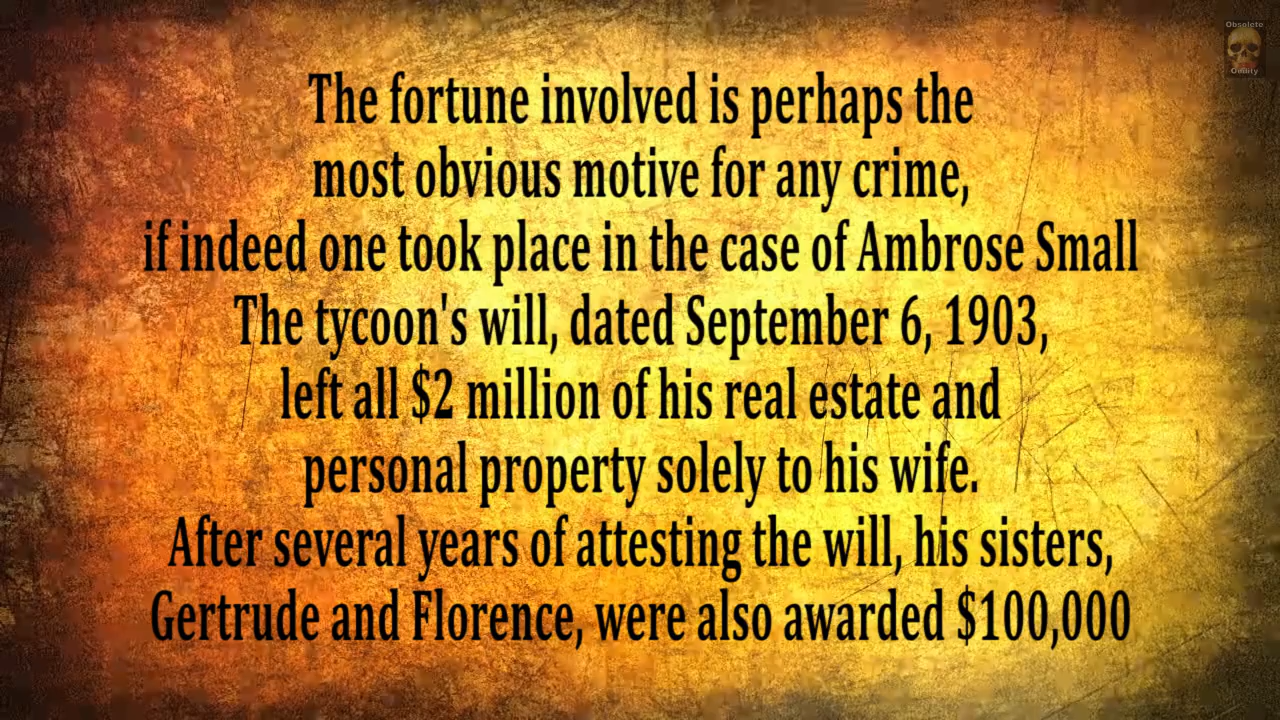 Obsolete
Oddity
The fortune involved is perhaps the
most obvious motive for any crime,
if indeed one took place in the case of Ambrose Small
The tycoon's will, dated September 6, 1903,
left all $2 million of his real estate and
personal property solely to his wife.
After several years of attesting the will, his sisters,
Gertrude and Florence, were also awarded $100,000